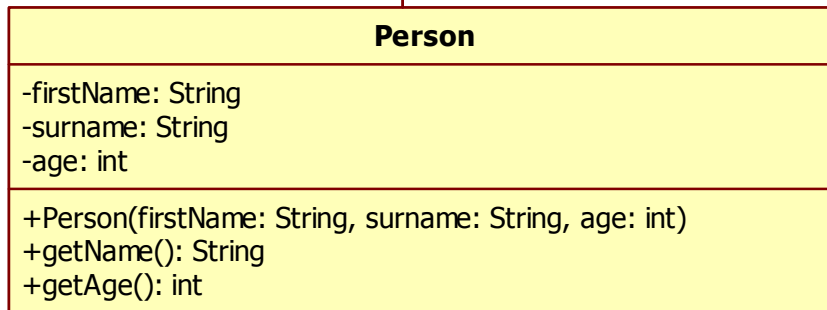 Person
-firstName: String
-surname: String
-age: int
+Person(firstName: String, surname: String, age: int)
+getName(): String
+getAge(): int